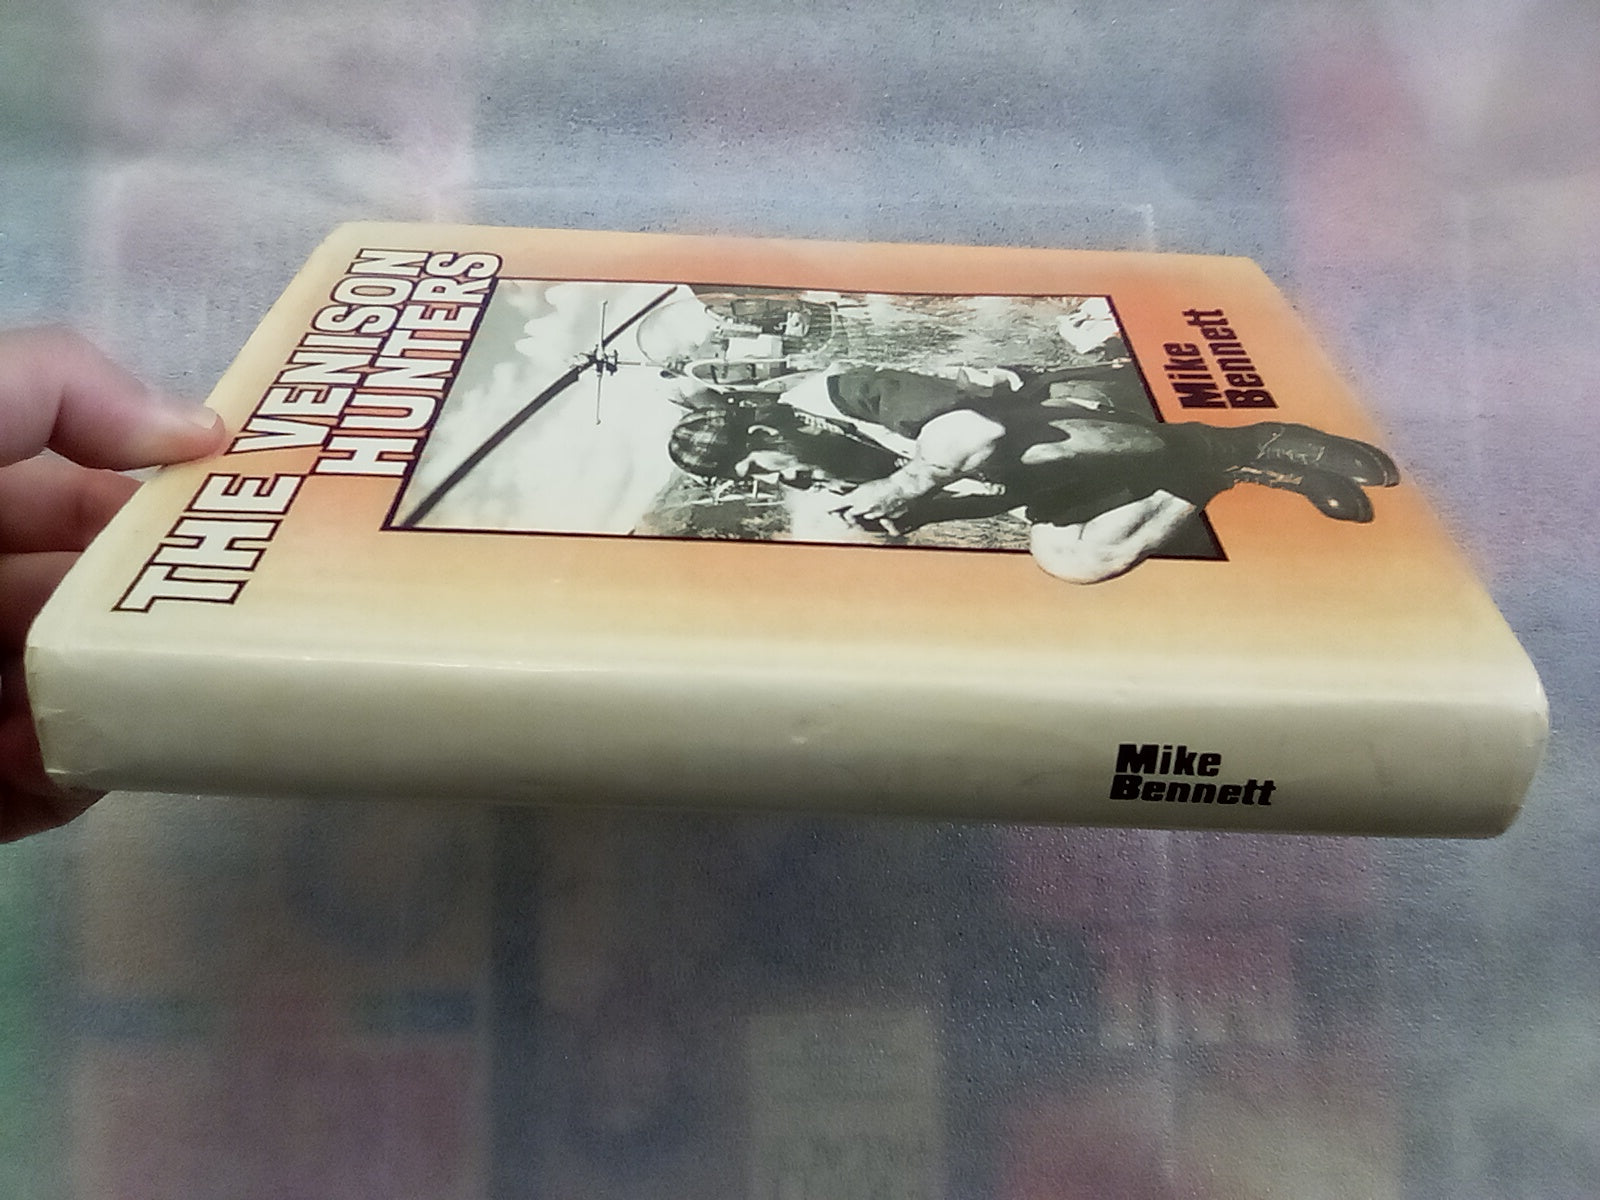 THE VENISON
HUNTERS
Mike
Bennett
Mike
Bennett